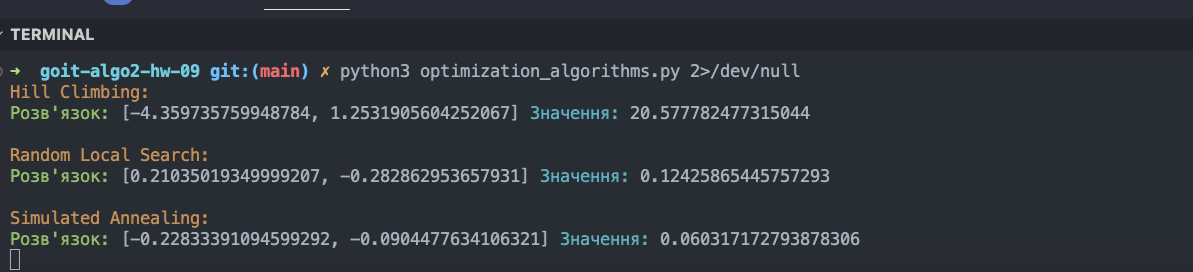 TERMINAL
➜ goit-algo2-hw-09 git:(main) ✗ python3 optimization_algorithms.py 2>/dev/null
Hill Climbing:
Розв'язок: [-4.359735759948784, 1.2531905604252067] Значення: 20.577782477315044
Random Local Search:
Розв'язок: [0.21035019349999207, -0.282862953657931] Значення: 0.12425865445757293
Simulated Annealing:
Розв'язок: [-0.22833391094599292, -0.0904477634106321] Значення: 0.060317172793878306